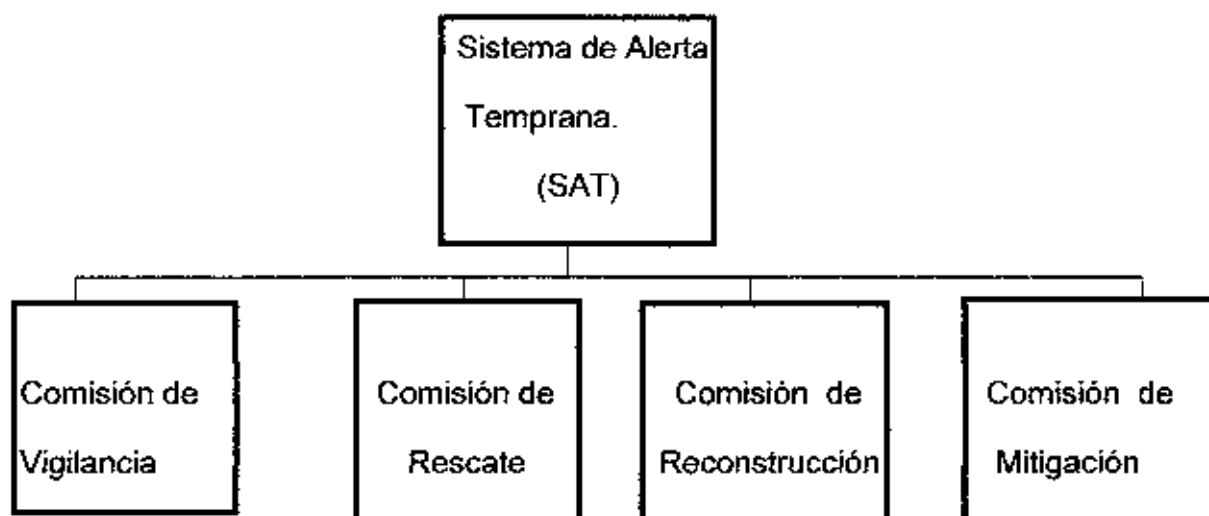 Sistema de Alerta
Temprana.
(SAT)
Comisión de
Vigilancia
Comisión de
Rescate
Comisión de
Reconstrucción
Comisión de
Mitigación